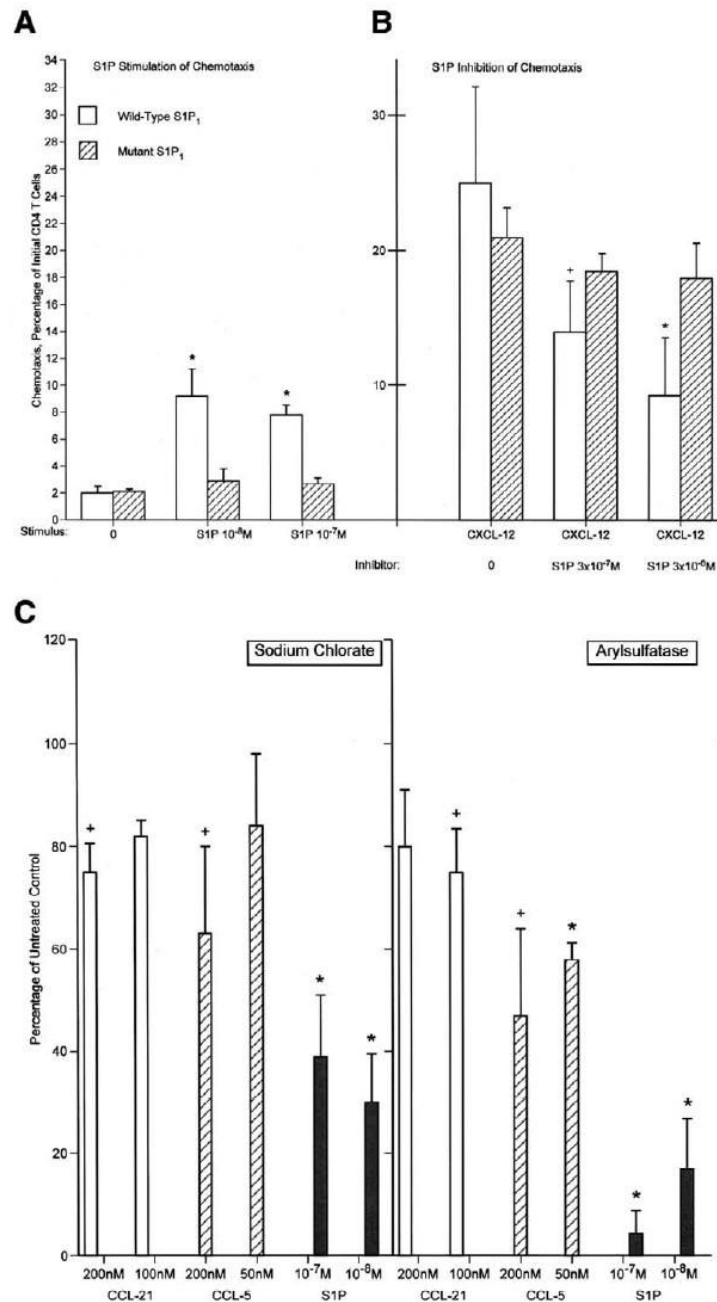 A
S1P Stimulation of Chemotaxis
Wild-Type S1P₁
Mutant S1P₁
Chemotaxis, Percentage of Initial CD4 T Cells
34
32
30
28
26
24
22
20
18
16
14
12
10
8
6
4
2
0
* *
Stimulus: 0 S1P 10⁻⁸M S1P 10⁻⁷M
B
S1P Inhibition of Chemotaxis
30
20
10
+ *
CXCL-12 CXCL-12 CXCL-12
Inhibitor: 0 S1P 3x10⁻⁷M S1P 3x10⁻⁶M
C
Sodium Chlorate
Arylsulfatase
Percentage of Untreated Control
120
100
80
60
40
20
0
+ + * *
+ + * * *
200nM 100nM 200nM 50nM 10⁻⁷M 10⁻⁸M 200nM 100nM 200nM 50nM 10⁻⁷M 10⁻⁸M
CCL-21 CCL-5 S1P CCL-21 CCL-5 S1P